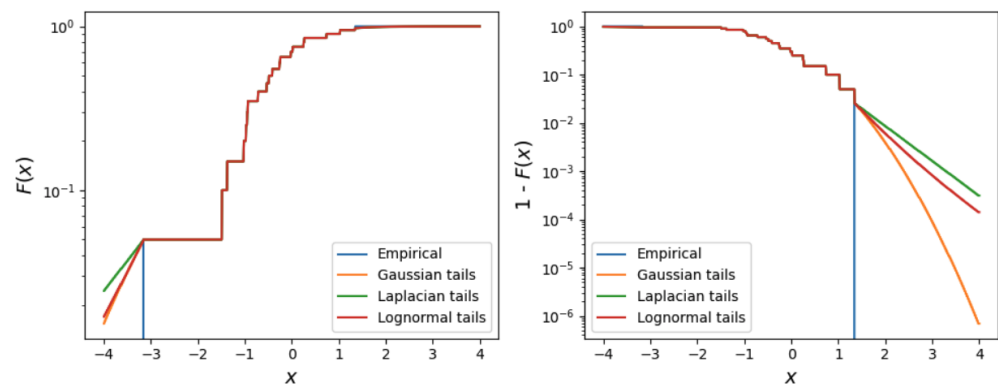 F(x)
10⁰
10⁻¹
−4 −3 −2 −1 0 1 2 3 4
x
Empirical
Gaussian tails
Laplacian tails
Lognormal tails
1 - F(x)
10⁰
10⁻¹
10⁻²
10⁻³
10⁻⁴
10⁻⁵
10⁻⁶
−4 −3 −2 −1 0 1 2 3 4
x
Empirical
Gaussian tails
Laplacian tails
Lognormal tails